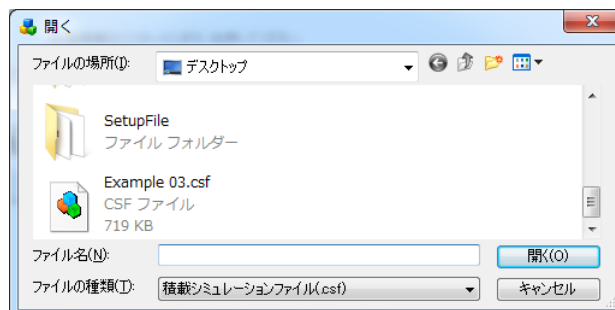 開く
ファイルの場所(I):
デスクトップ
SetupFile
ファイル フォルダー
Example 03.csf
CSF ファイル
719 KB
ファイル名(N):
開く(O)
ファイルの種類(T):
積載シミュレーションファイル(.csf)
キャンセル